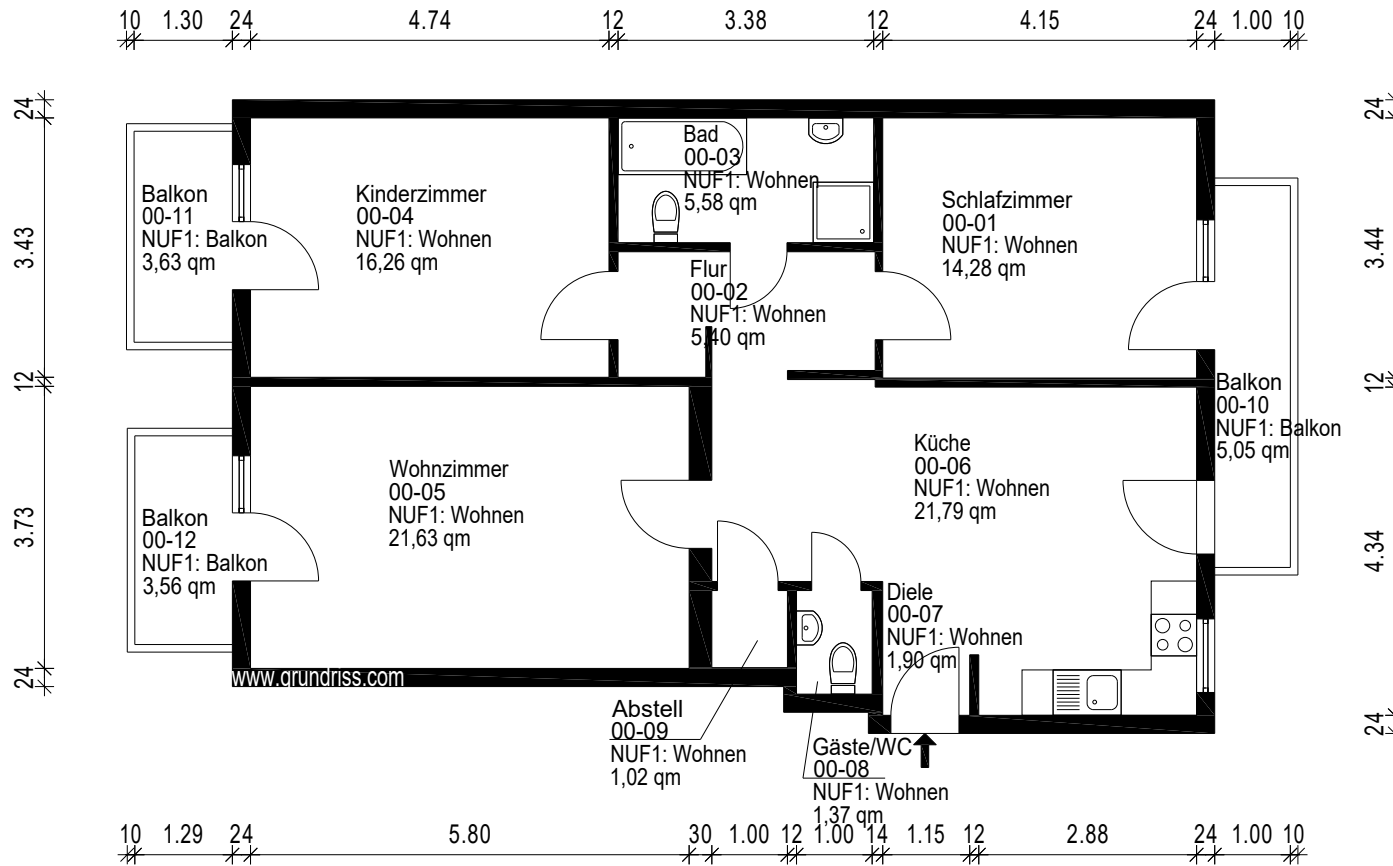 10 1.30 24 4.74 12 3.38 12 4.15 24 1.00 10
24
3.43
12
3.73
24
24
3.44
12
4.34
24
Balkon
00-11
NUF1: Balkon
3,63 qm
Kinderzimmer
00-04
NUF1: Wohnen
16,26 qm
Bad
00-03
NUF1: Wohnen
5,58 qm
Schlafzimmer
00-01
NUF1: Wohnen
14,28 qm
Flur
00-02
NUF1: Wohnen
5,40 qm
Balkon
00-10
NUF1: Balkon
5,05 qm
Balkon
00-12
NUF1: Balkon
3,56 qm
Wohnzimmer
00-05
NUF1: Wohnen
21,63 qm
Küche
00-06
NUF1: Wohnen
21,79 qm
Diele
00-07
NUF1: Wohnen
1,90 qm
www.grundriss.com
Abstell
00-09
NUF1: Wohnen
1,02 qm
Gäste/WC
00-08
NUF1: Wohnen
1,37 qm
10 1.29 24 5.80 30 1.00 12 1.00 14 1.15 12 2.88 24 1.00 10